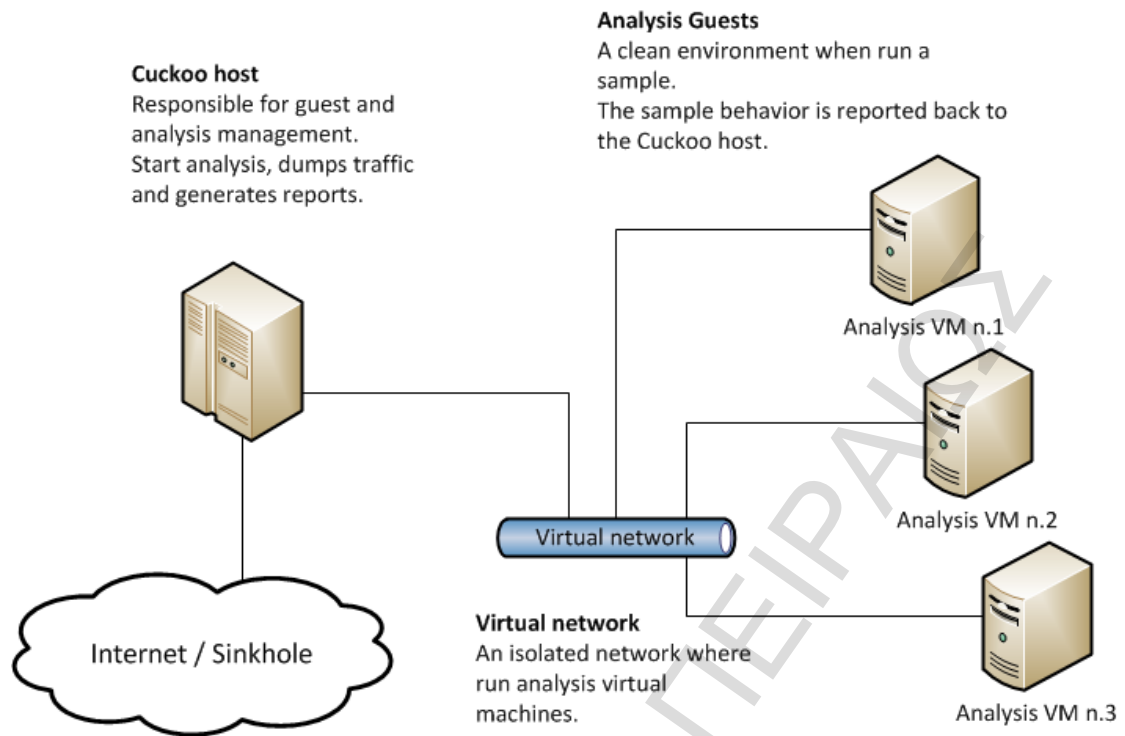 Cuckoo host
Responsible for guest and
analysis management.
Start analysis, dumps traffic
and generates reports.
Analysis Guests
A clean environment when run a
sample.
The sample behavior is reported back to
the Cuckoo host.
Analysis VM n.1
Analysis VM n.2
Virtual network
Internet / Sinkhole
Virtual network
An isolated network where
run analysis virtual
machines.
Analysis VM n.3
ΠΕΙΡΑΙΩΣ